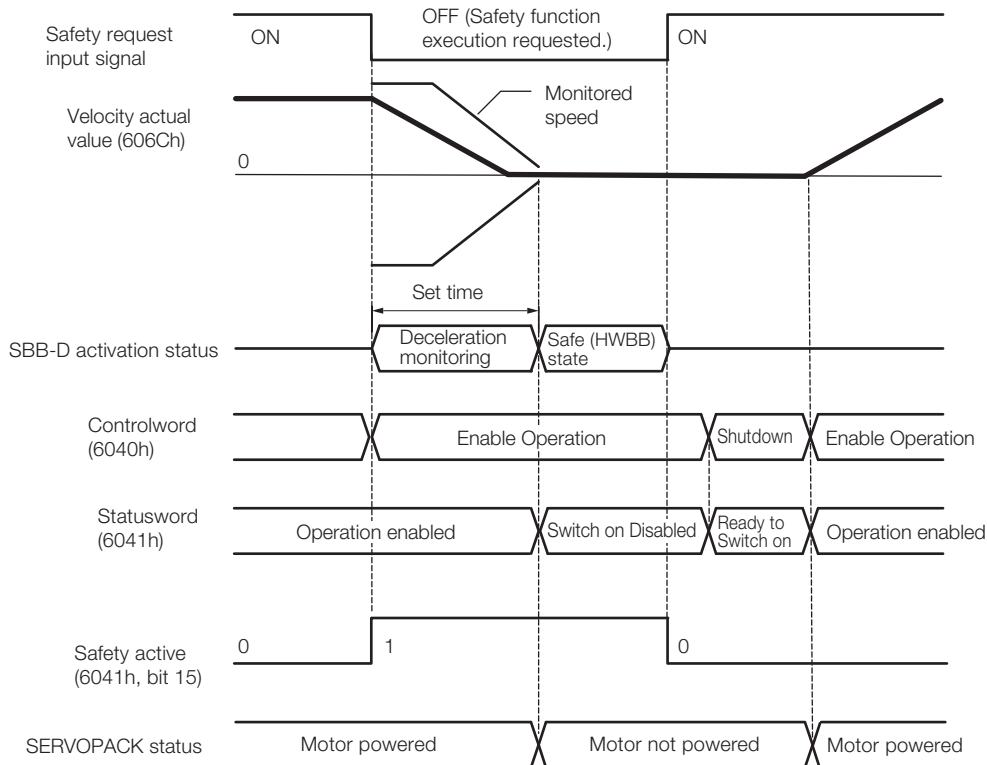 Safety request
input signal
ON
OFF (Safety function
execution requested.)
ON
Velocity actual
value (606Ch)
Monitored
speed
0
Set time
SBB-D activation status
Deceleration
monitoring
Safe (HWBB)
state
Controlword
(6040h)
Enable Operation
Shutdown
Enable Operation
Statusword
(6041h)
Operation enabled
Switch on Disabled
Ready to
Switch on
Operation enabled
Safety active
(6041h, bit 15)
0
1
0
SERVOPACK status
Motor powered
Motor not powered
Motor powered